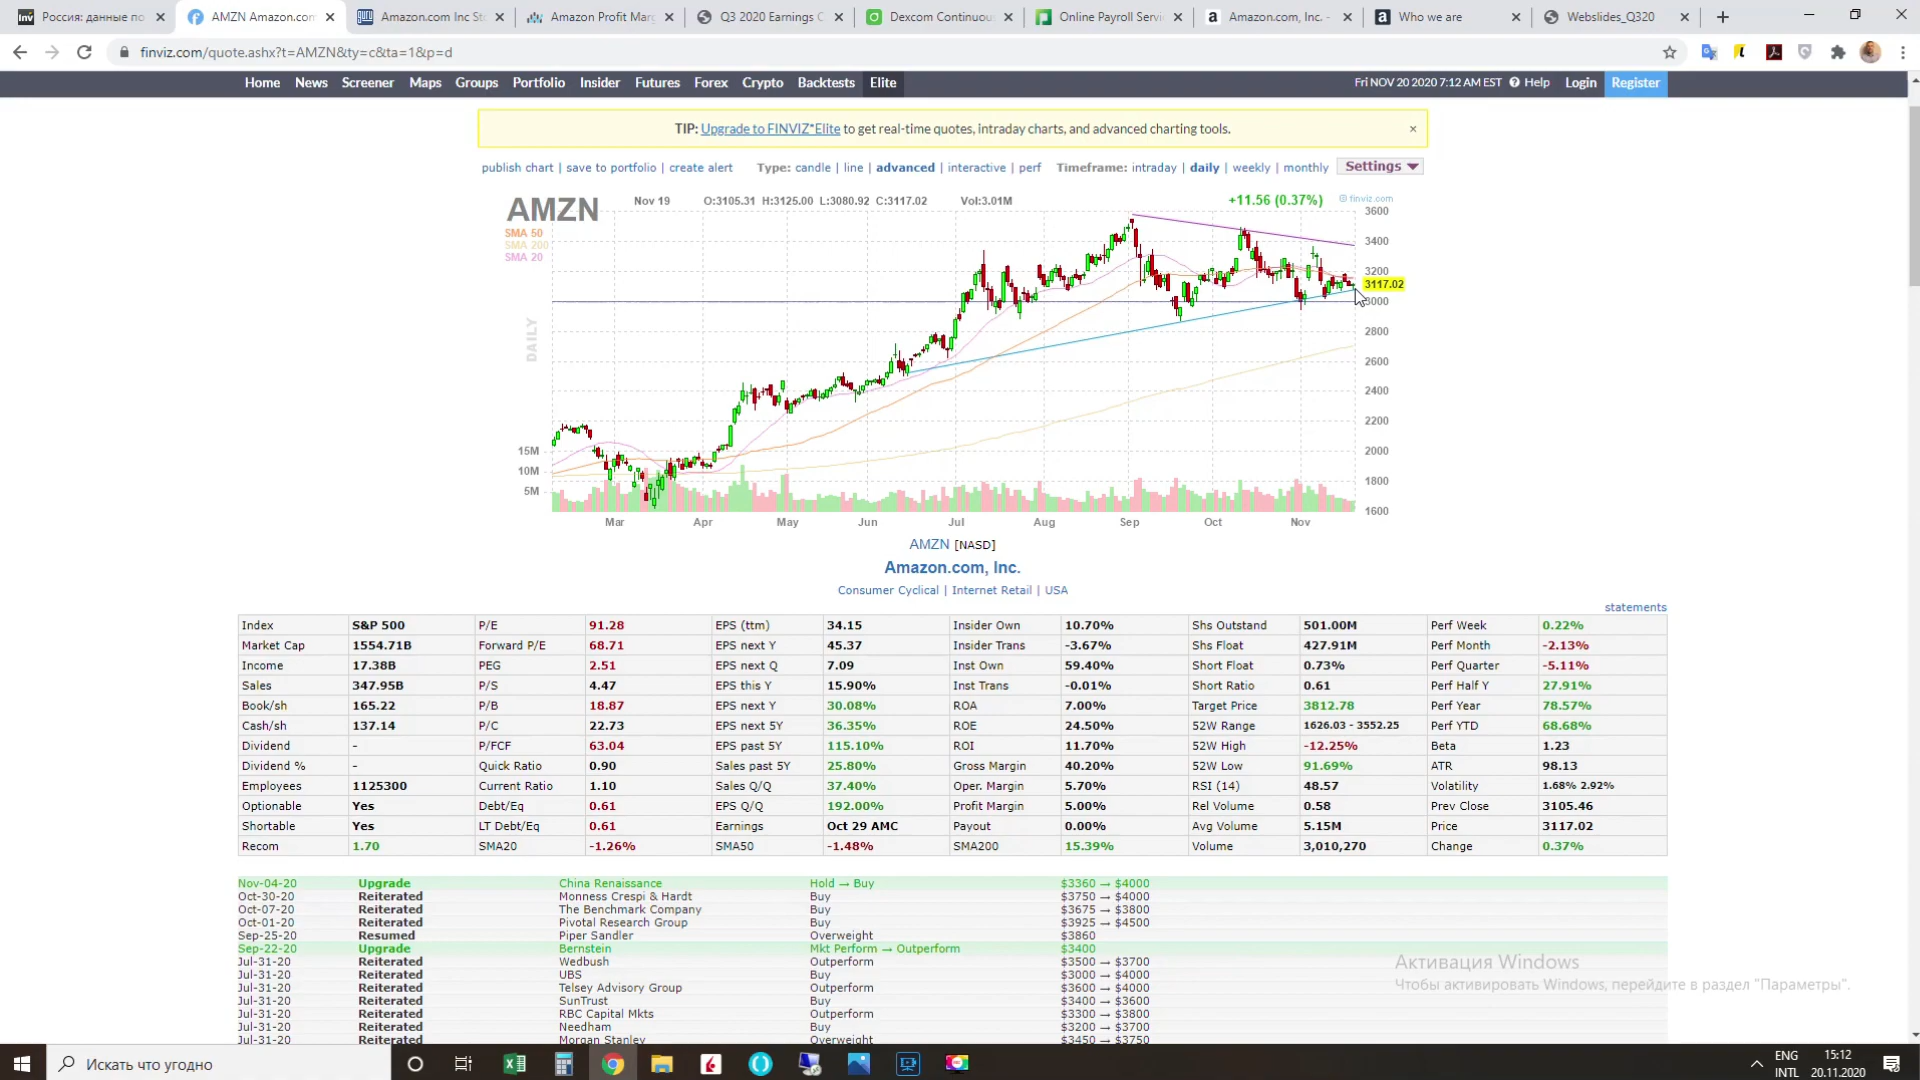 Россия: данные по
AMZN Amazon.com
Amazon.com Inc St
Amazon Profit Marg
Q3 2020 Earnings C
Dexcom Continuou
Online Payroll Servi
Amazon.com, Inc. -
Who we are
Webslides_Q320
finviz.com/quote.ashx?t=AMZN&ty=c&ta=1&p=d
Home News Screener Maps Groups Portfolio Insider Futures Forex Crypto Backtests Elite
Fri NOV 20 2020 7:12 AM EST Help Login Register
TIP: Upgrade to FINVIZ*Elite to get real-time quotes, intraday charts, and advanced charting tools. ×
publish chart | save to portfolio | create alert Type: candle | line | advanced | interactive | perf Timeframe: intraday | daily | weekly | monthly Settings
AMZN Nov 19 O:3105.31 H:3125.00 L:3080.92 C:3117.02 Vol:3.01M +11.56 (0.37%) © finviz.com
SMA 50
SMA 200
SMA 20
DAILY
3600
3400
3200
3117.02
3000
2800
2600
2400
2200
2000
1800
1600
15M
10M
5M
Mar Apr May Jun Jul Aug Sep Oct Nov
AMZN [NASD]
Amazon.com, Inc.
Consumer Cyclical | Internet Retail | USA
statements
Index S&P 500 P/E 91.28 EPS (ttm) 34.15 Insider Own 10.70% Shs Outstand 501.00M Perf Week 0.22%
Market Cap 1554.71B Forward P/E 68.71 EPS next Y 45.37 Insider Trans -3.67% Shs Float 427.91M Perf Month -2.13%
Income 17.38B PEG 2.51 EPS next Q 7.09 Inst Own 59.40% Short Float 0.73% Perf Quarter -5.11%
Sales 347.95B P/S 4.47 EPS this Y 15.90% Inst Trans -0.01% Short Ratio 0.61 Perf Half Y 27.91%
Book/sh 165.22 P/B 18.87 EPS next Y 30.08% ROA 7.00% Target Price 3812.78 Perf Year 78.57%
Cash/sh 137.14 P/C 22.73 EPS next 5Y 36.35% ROE 24.50% 52W Range 1626.03 - 3552.25 Perf YTD 68.68%
Dividend - P/FCF 63.04 EPS past 5Y 115.10% ROI 11.70% 52W High -12.25% Beta 1.23
Dividend % - Quick Ratio 0.90 Sales past 5Y 25.80% Gross Margin 40.20% 52W Low 91.69% ATR 98.13
Employees 1125300 Current Ratio 1.10 Sales Q/Q 37.40% Oper. Margin 5.70% RSI (14) 48.57 Volatility 1.68% 2.92%
Optionable Yes Debt/Eq 0.61 EPS Q/Q 192.00% Profit Margin 5.00% Rel Volume 0.58 Prev Close 3105.46
Shortable Yes LT Debt/Eq 0.61 Earnings Oct 29 AMC Payout 0.00% Avg Volume 5.15M Price 3117.02
Recom 1.70 SMA20 -1.26% SMA50 -1.48% SMA200 15.39% Volume 3,010,270 Change 0.37%
Nov-04-20 Upgrade China Renaissance Hold → Buy $3360 → $4000
Oct-30-20 Reiterated Monness Crespi & Hardt Buy $3750 → $4000
Oct-07-20 Reiterated The Benchmark Company Buy $3675 → $3800
Oct-01-20 Reiterated Pivotal Research Group Buy $3925 → $4500
Sep-25-20 Resumed Piper Sandler Overweight $3860
Sep-22-20 Upgrade Bernstein Mkt Perform → Outperform $3400
Jul-31-20 Reiterated Wedbush Outperform $3500 → $3700
Jul-31-20 Reiterated UBS Buy $3000 → $4000
Jul-31-20 Reiterated Telsey Advisory Group Outperform $3600 → $4000
Jul-31-20 Reiterated SunTrust Buy $3400 → $3600
Jul-31-20 Reiterated RBC Capital Mkts Outperform $3300 → $3800
Jul-31-20 Reiterated Needham Buy $3200 → $3700
Jul-31-20 Reiterated Morgan Stanley Overweight $3450 → $3750
Активация Windows
Чтобы активировать Windows, перейдите в раздел "Параметры".
Искать что угодно
ENG
INTL
15:12
20.11.2020